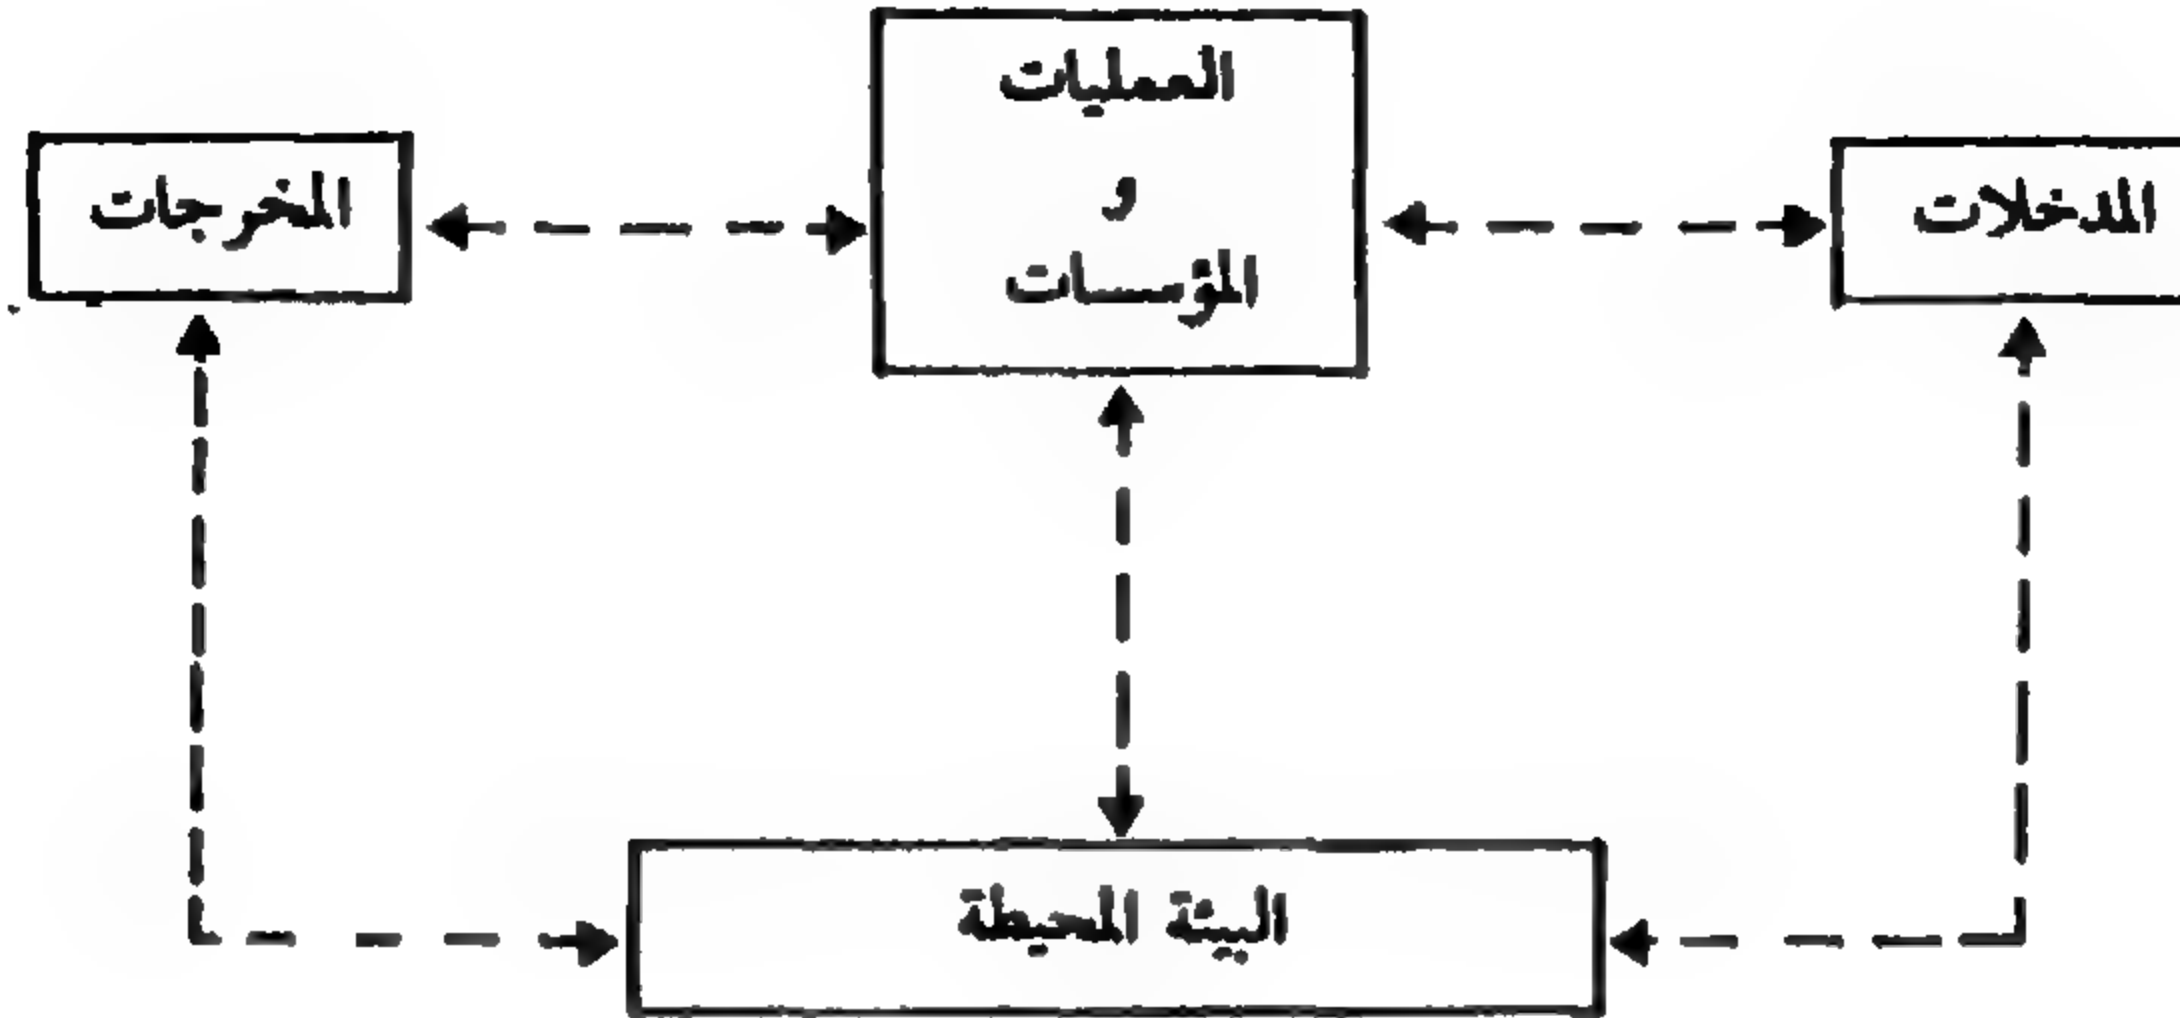 العمليات
و
المؤسسات
المدخلات
المخرجات
البيئة المحيطة